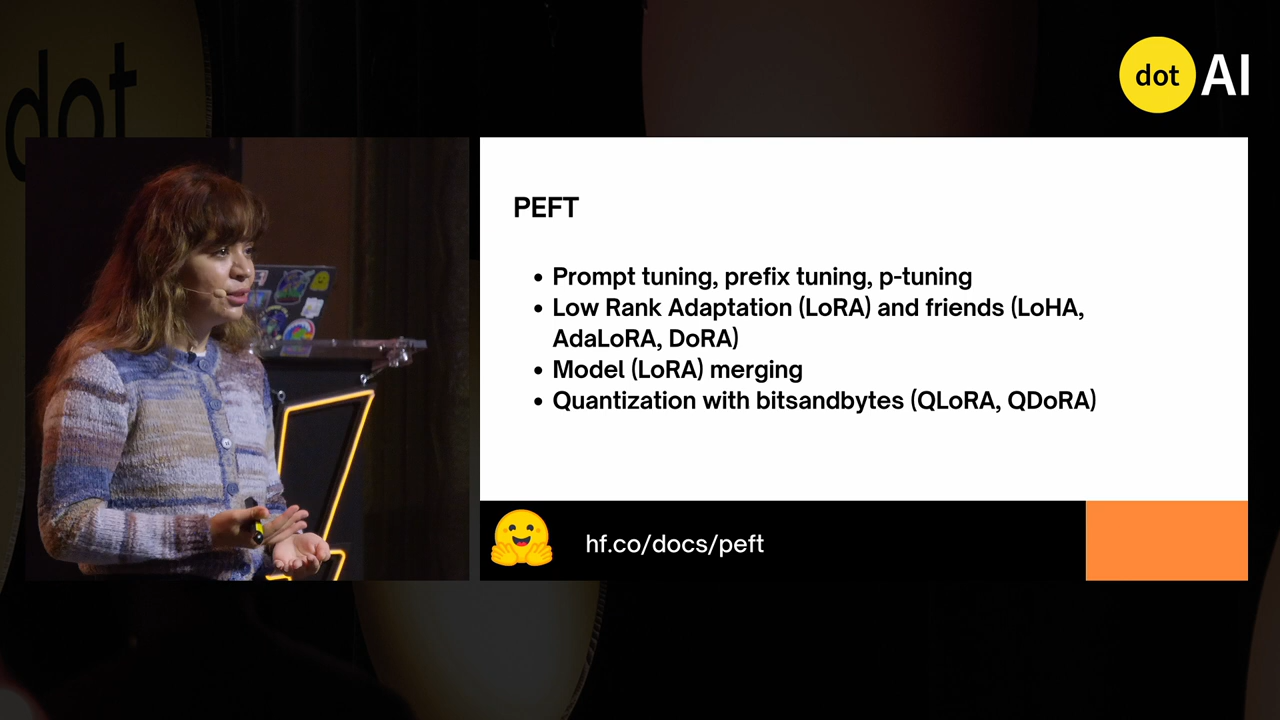 dot
dot AI
PEFT
• Prompt tuning, prefix tuning, p-tuning
• Low Rank Adaptation (LoRA) and friends (LoHA,
AdaLoRA, DoRA)
• Model (LoRA) merging
• Quantization with bitsandbytes (QLoRA, QDoRA)
hf.co/docs/peft